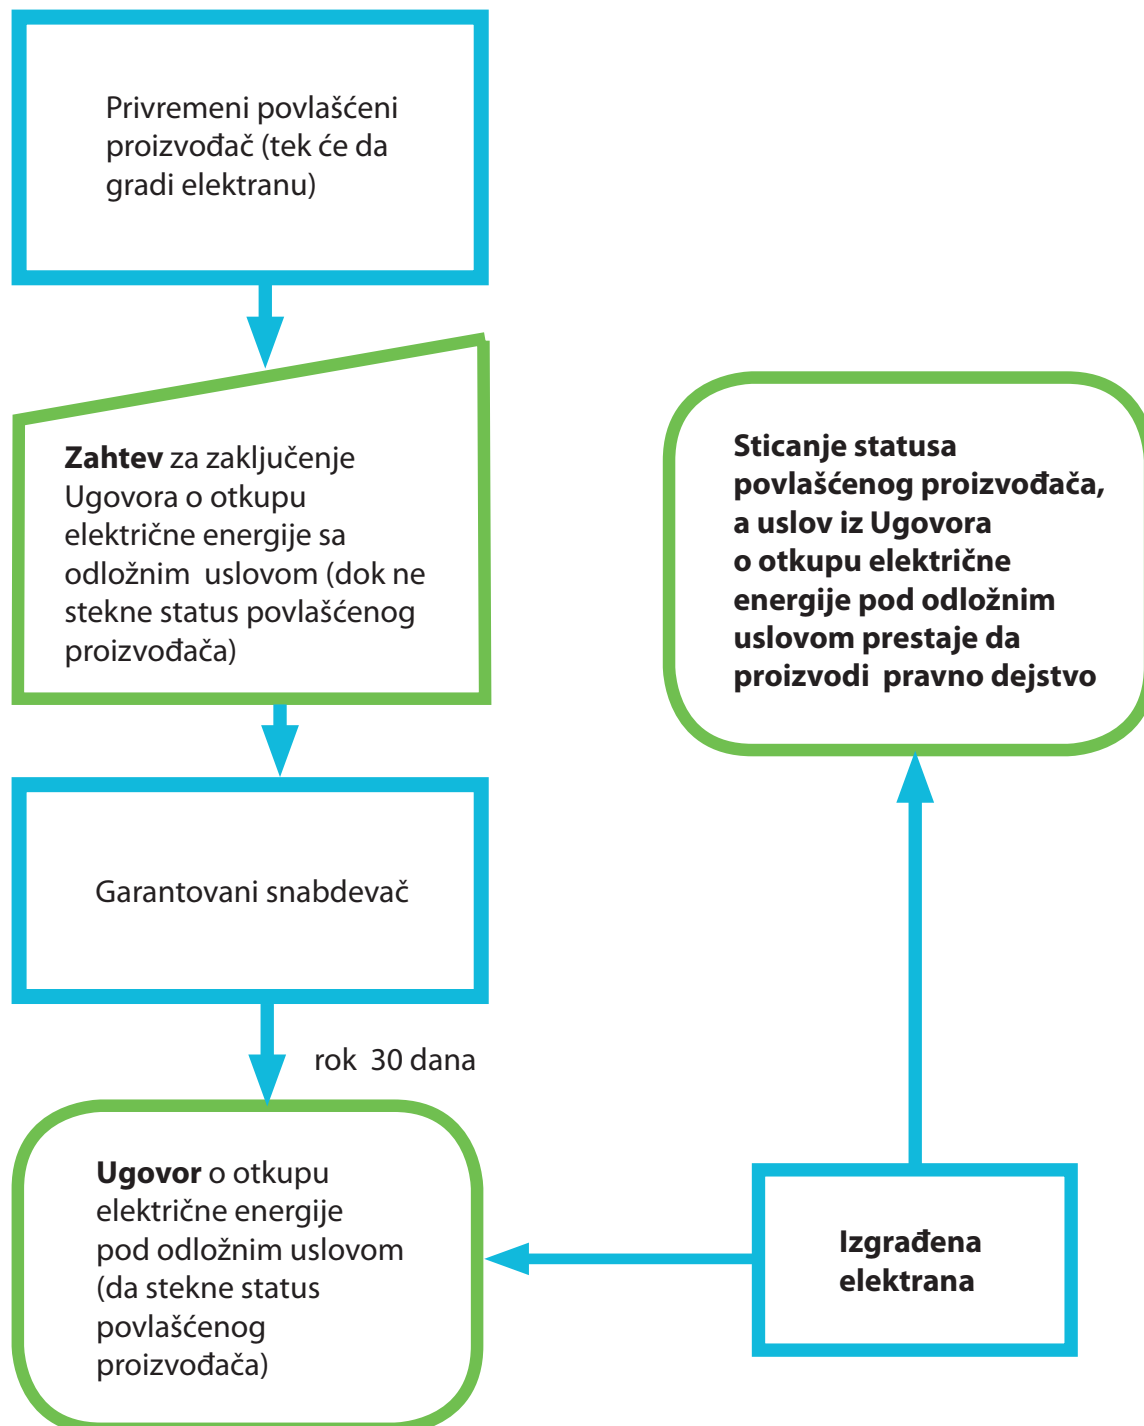 Privremeni povlašćeni
proizvođač (tek će da
gradi elektranu)
Zahtev za zaključenje
Ugovora o otkupu
električne energije sa
odložnim  uslovom (dok ne
stekne status povlašćenog
proizvođača)
Garantovani snabdevač
rok  30 dana
Ugovor o otkupu
električne energije
pod odložnim uslovom
(da stekne status
povlašćenog
proizvođača)
Izgrađena
elektrana
Sticanje statusa
povlašćenog proizvođača,
a uslov iz Ugovora
o otkupu električne
energije pod odložnim
uslovom prestaje da
proizvodi  pravno dejstvo